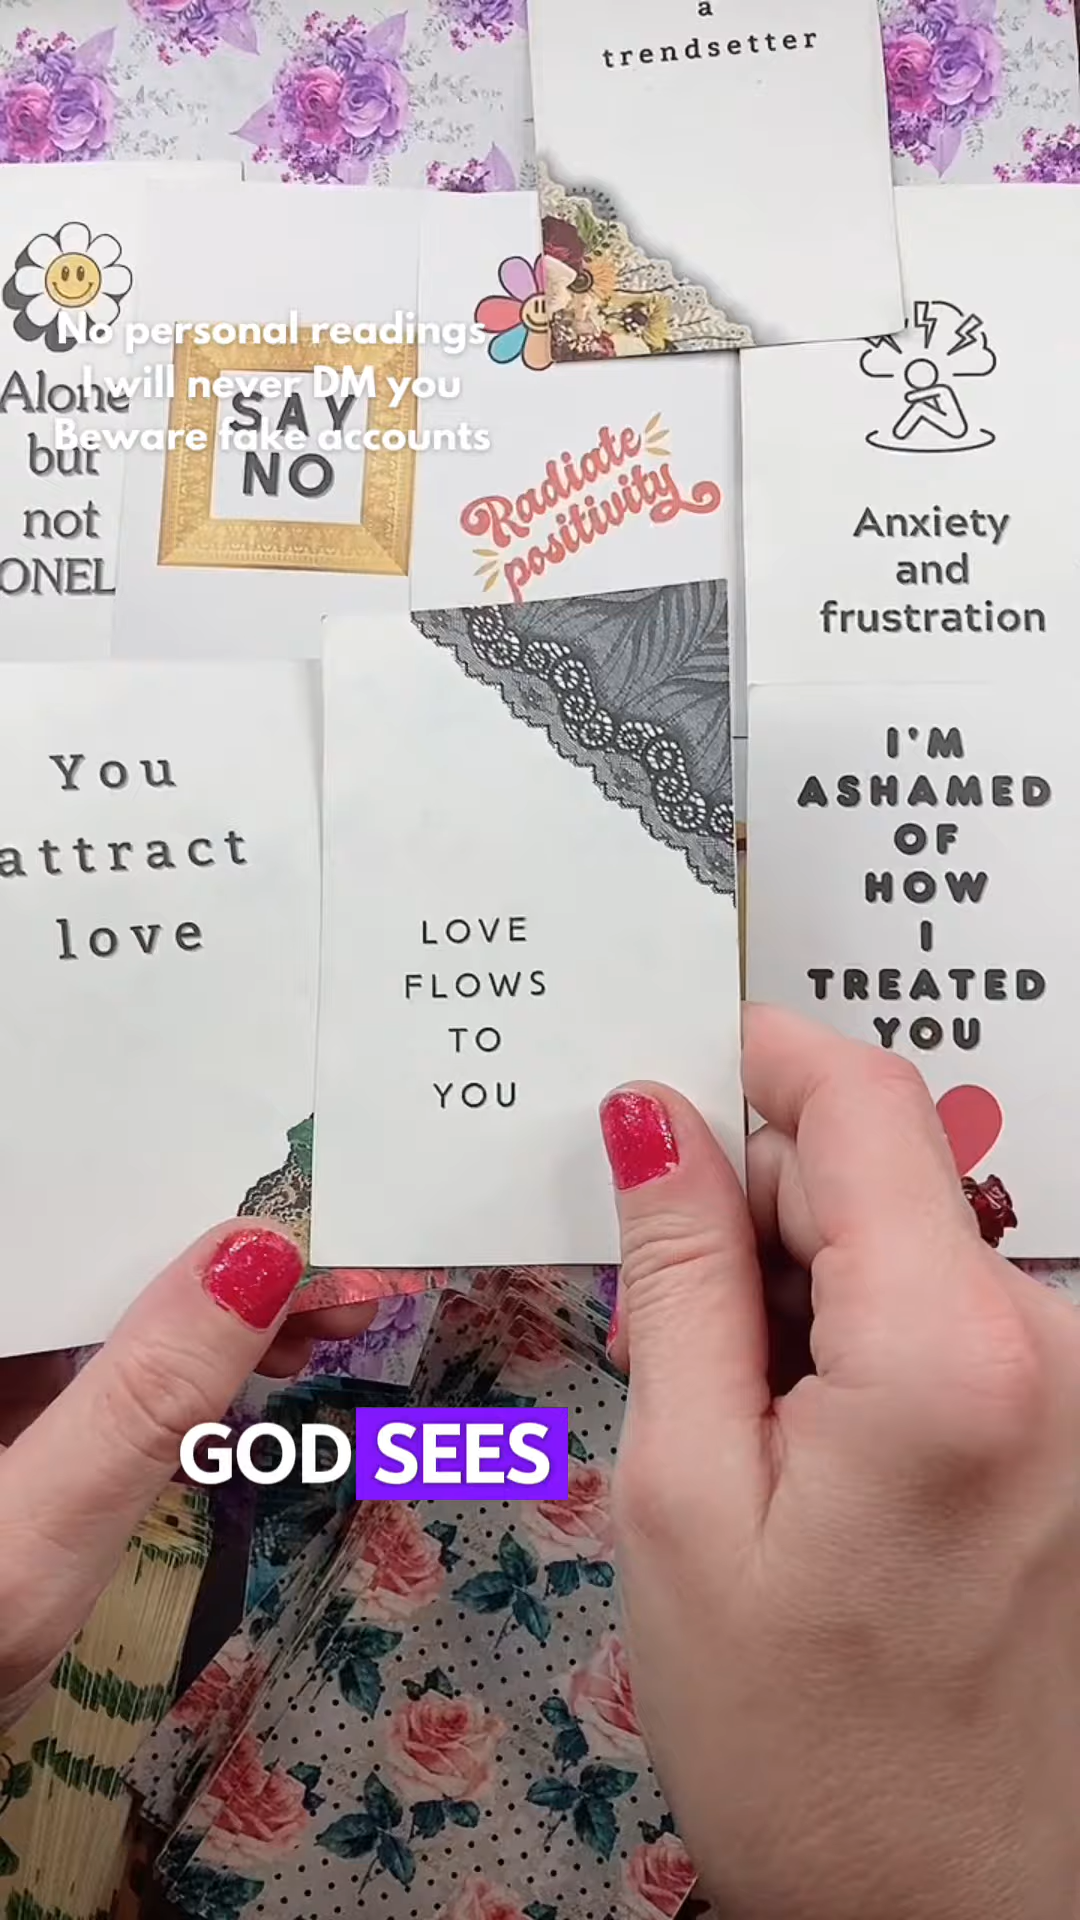 a
trendsetter
No personal readings
I will never DM you
Beware fake accounts
Alone
but
not
ONEL
SAY
NO
Radiate
positivity
Anxiety
and
frustration
You
attract
love
LOVE
FLOWS
TO
YOU
I'M
ASHAMED
OF
HOW
I
TREATED
YOU
GOD SEES